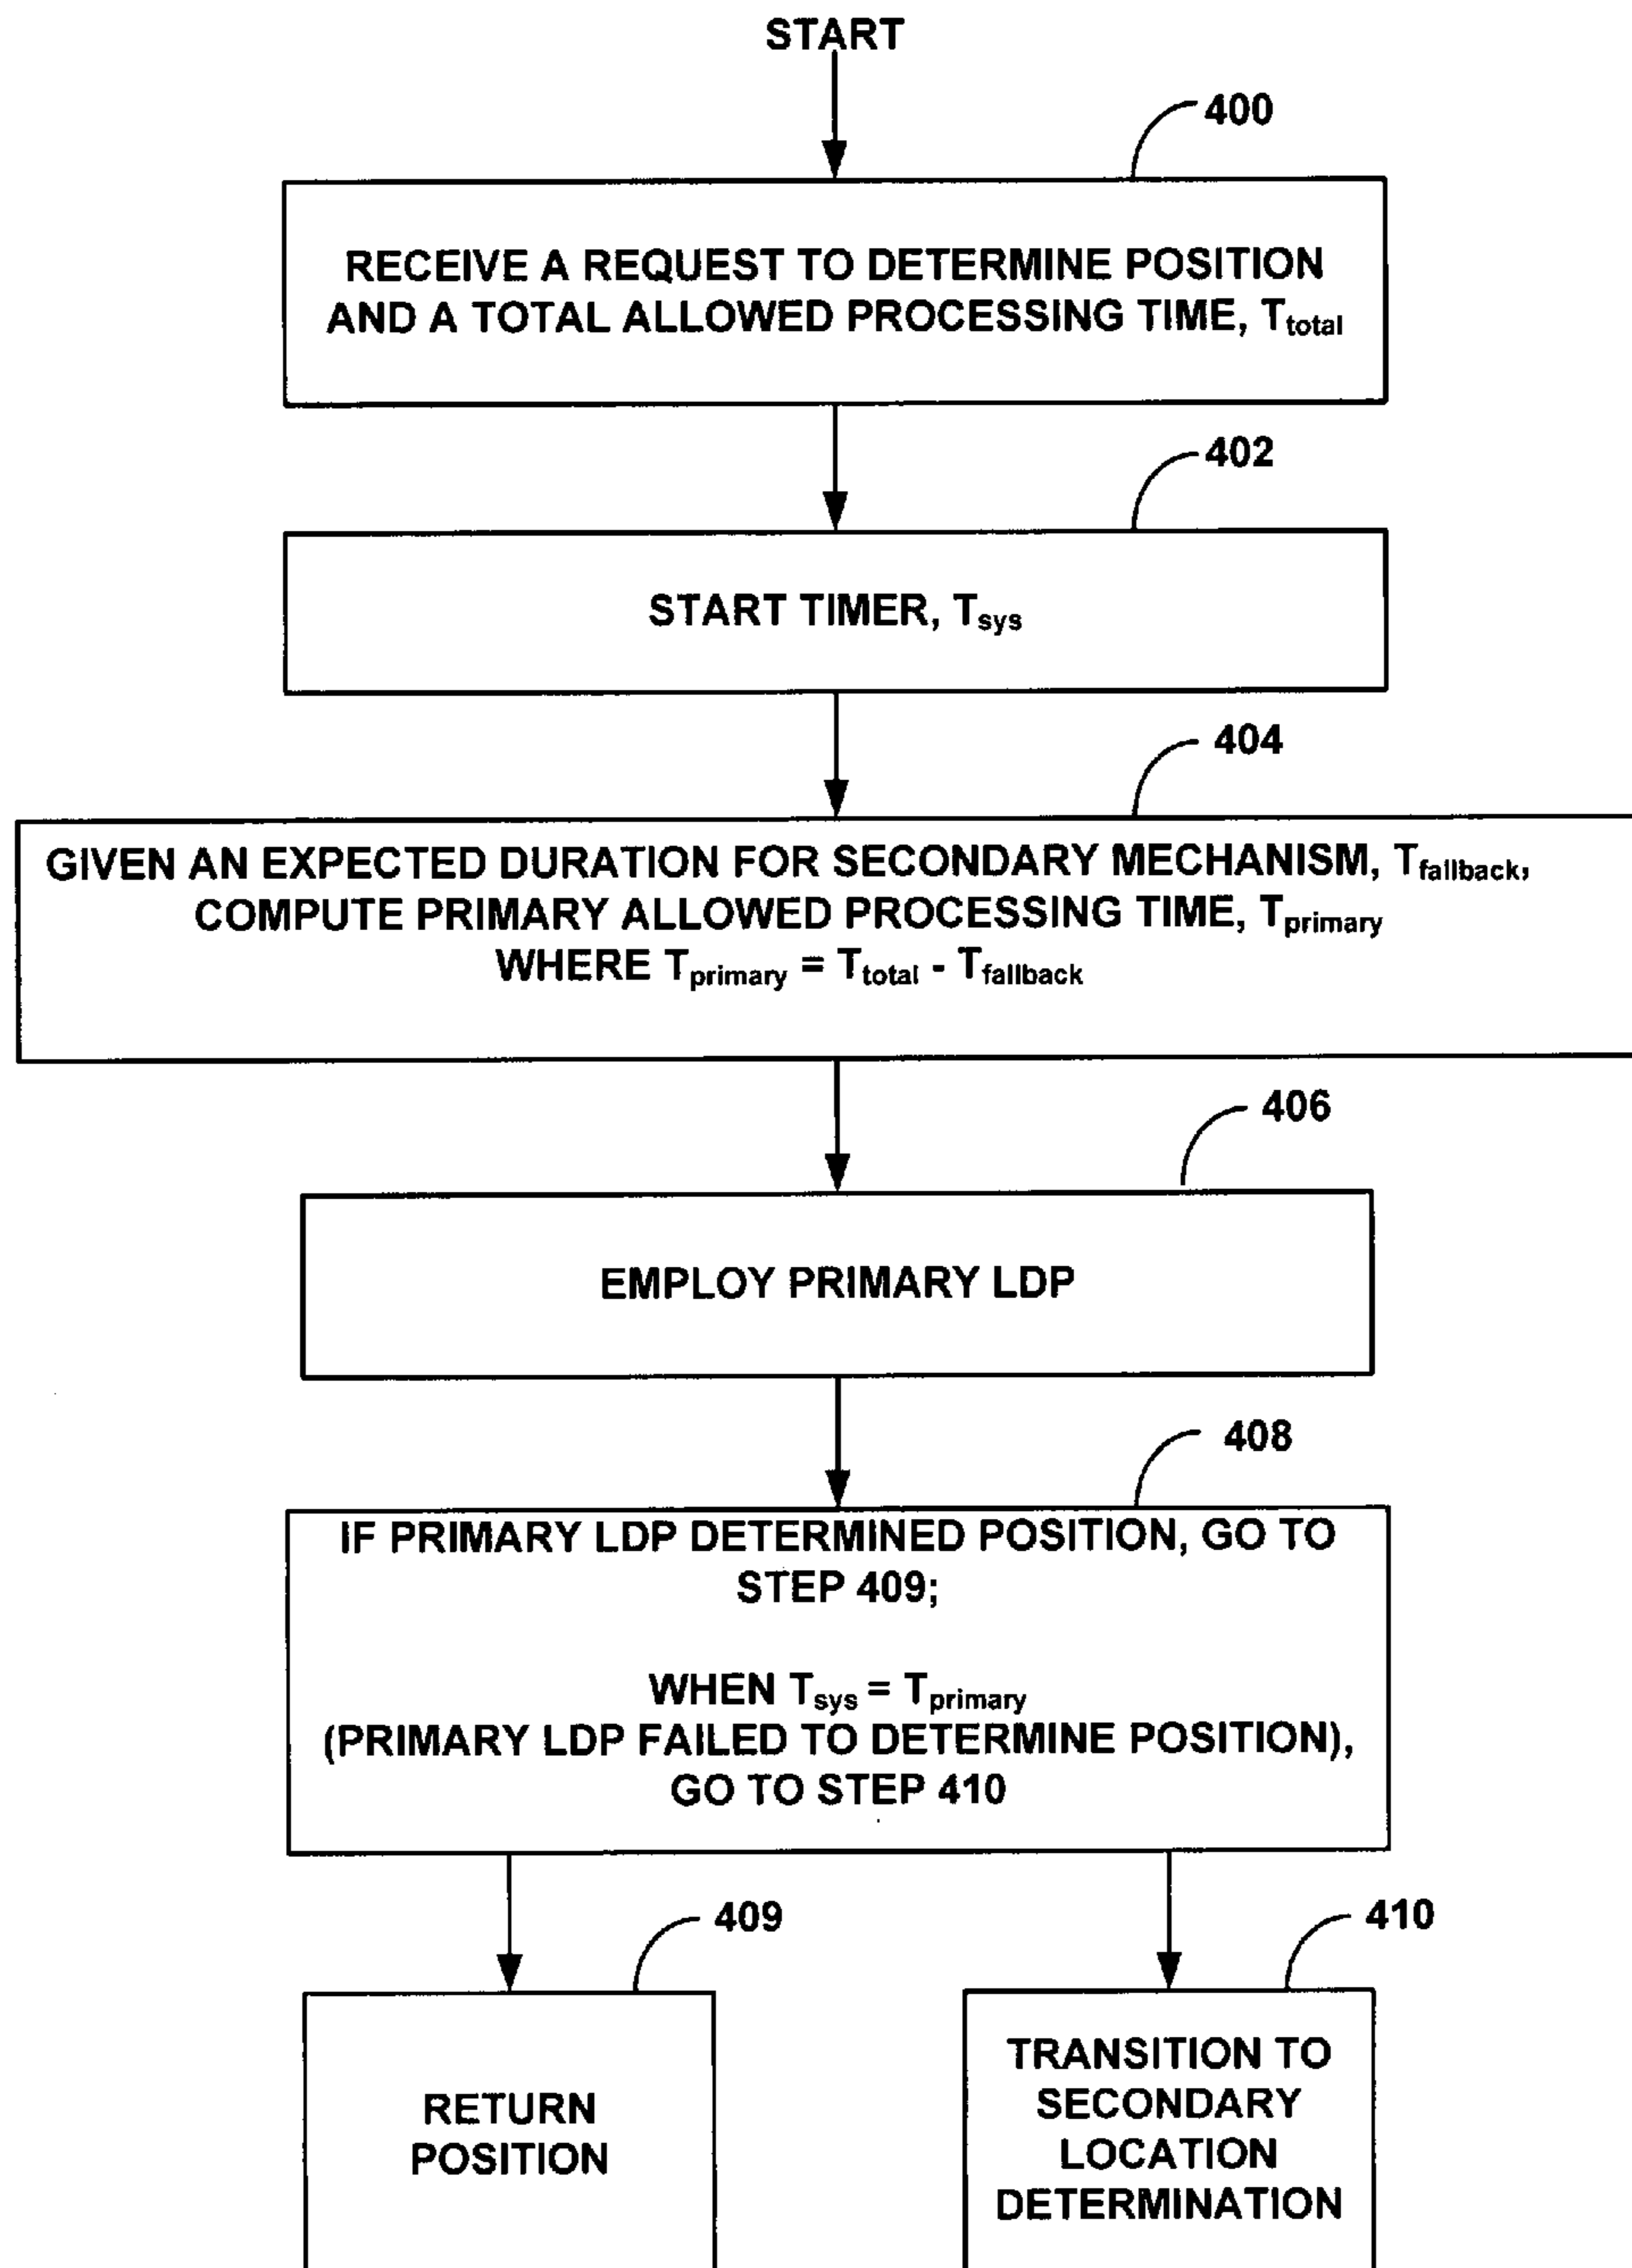 START
400
RECEIVE A REQUEST TO DETERMINE POSITION
AND A TOTAL ALLOWED PROCESSING TIME, Ttotal
402
START TIMER, Tsys
404
GIVEN AN EXPECTED DURATION FOR SECONDARY MECHANISM, Tfallback,
COMPUTE PRIMARY ALLOWED PROCESSING TIME, Tprimary
WHERE Tprimary = Ttotal - Tfallback
406
EMPLOY PRIMARY LDP
408
IF PRIMARY LDP DETERMINED POSITION, GO TO
STEP 409;
WHEN Tsys = Tprimary
(PRIMARY LDP FAILED TO DETERMINE POSITION),
GO TO STEP 410
409
RETURN
POSITION
410
TRANSITION TO
SECONDARY
LOCATION
DETERMINATION